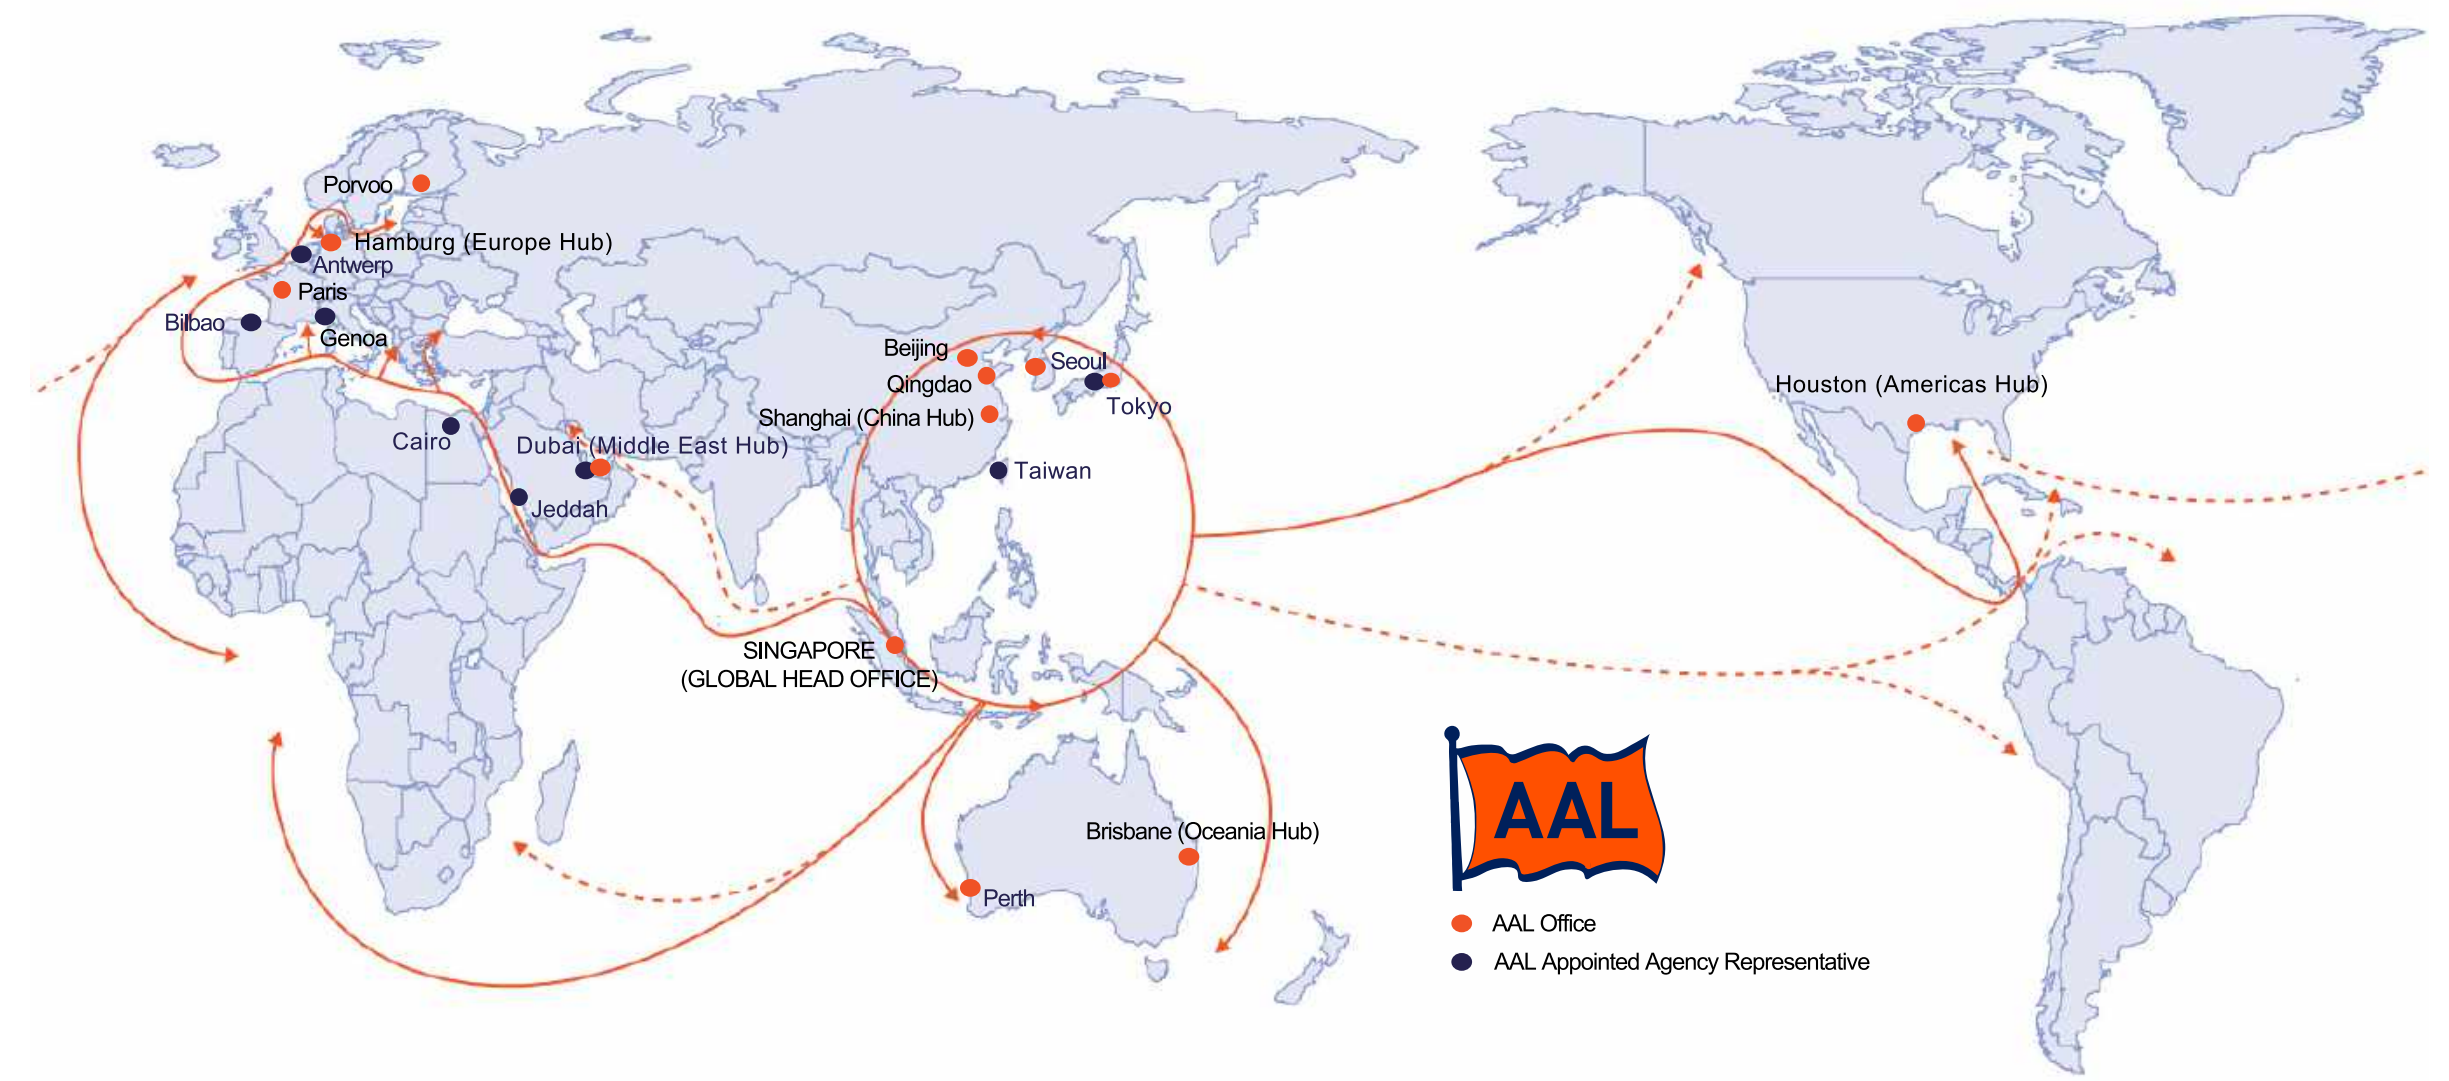 Porvoo
Hamburg (Europe Hub)
Antwerp
Paris
Bilbao
Genoa
Beijing
Seoul
Qingdao
Tokyo
Shanghai (China Hub)
Houston (Americas Hub)
Cairo
Dubai (Middle East Hub)
Taiwan
Jeddah
SINGAPORE
(GLOBAL HEAD OFFICE)
Brisbane (Oceania Hub)
Perth
AAL
AAL Office
AAL Appointed Agency Representative